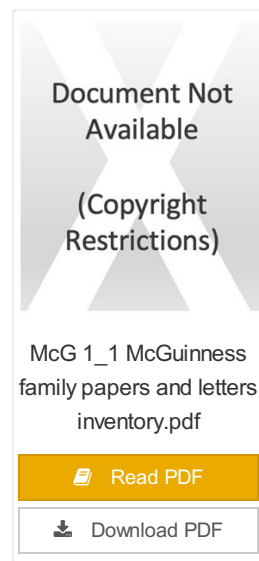 Document Not
Available
(Copyright
Restrictions)
McG 1_1 McGuinness
family papers and letters
inventory.pdf
Read PDF
Download PDF